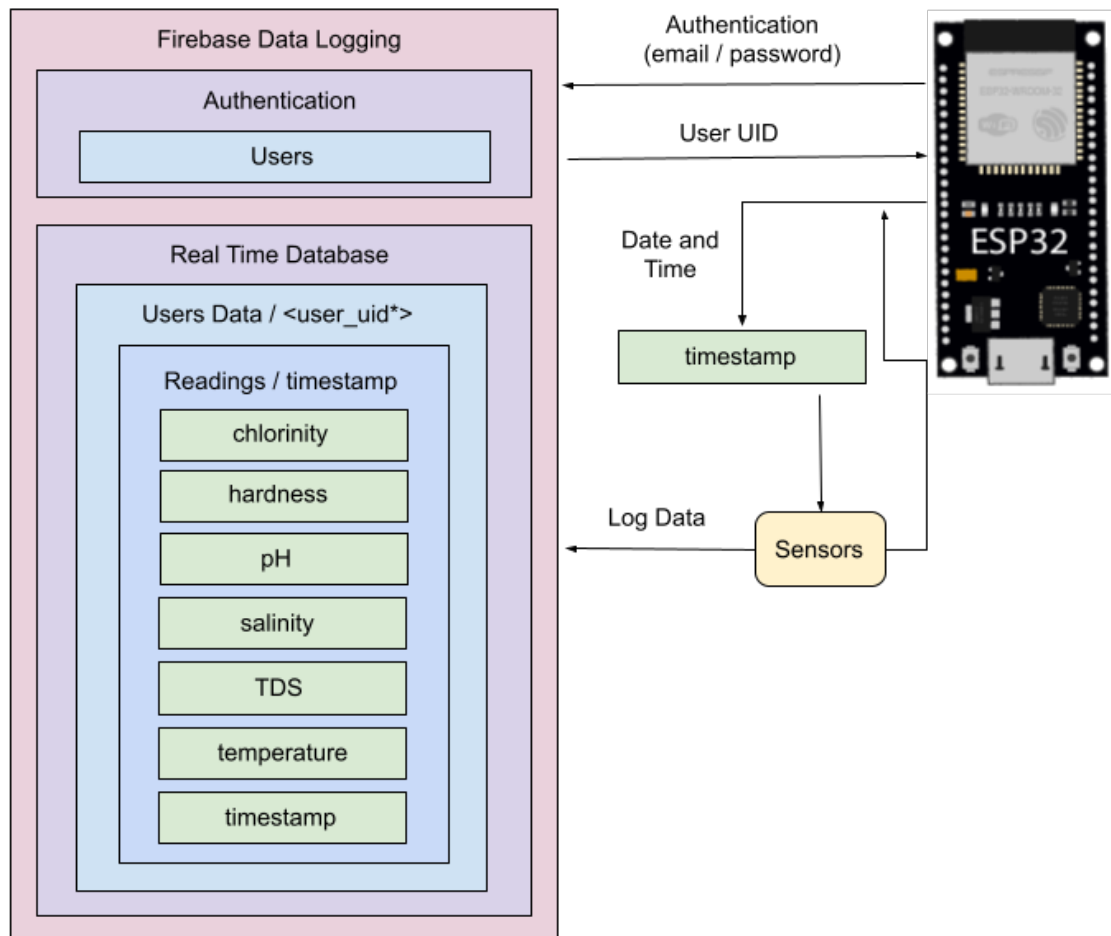 Firebase Data Logging
Authentication
Users
Real Time Database
Users Data / <user_uid*>
Readings / timestamp
chlorinity
hardness
pH
salinity
TDS
temperature
timestamp
Authentication
(email / password)
User UID
Date and
Time
timestamp
Log Data
Sensors
ESP32